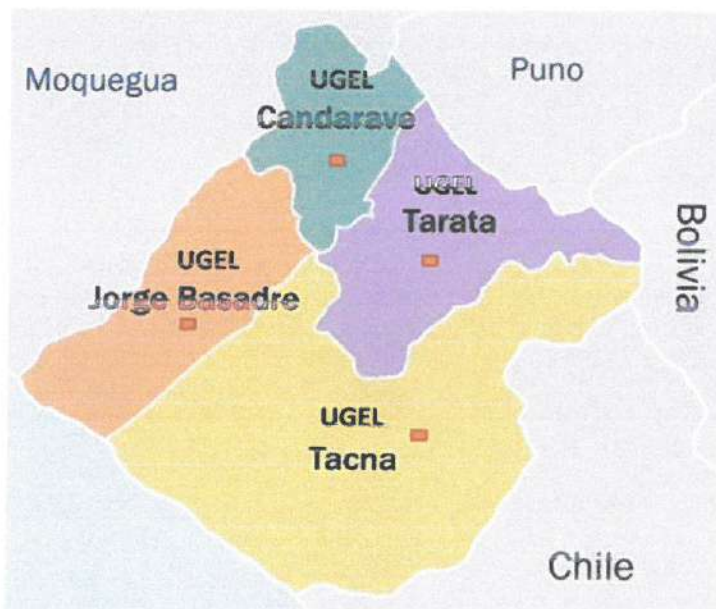 Moquegua
Puno
UGEL
Candarave
UGEL
Tarata
Bolivia
UGEL
Jorge Basadre
UGEL
Tacna
Chile